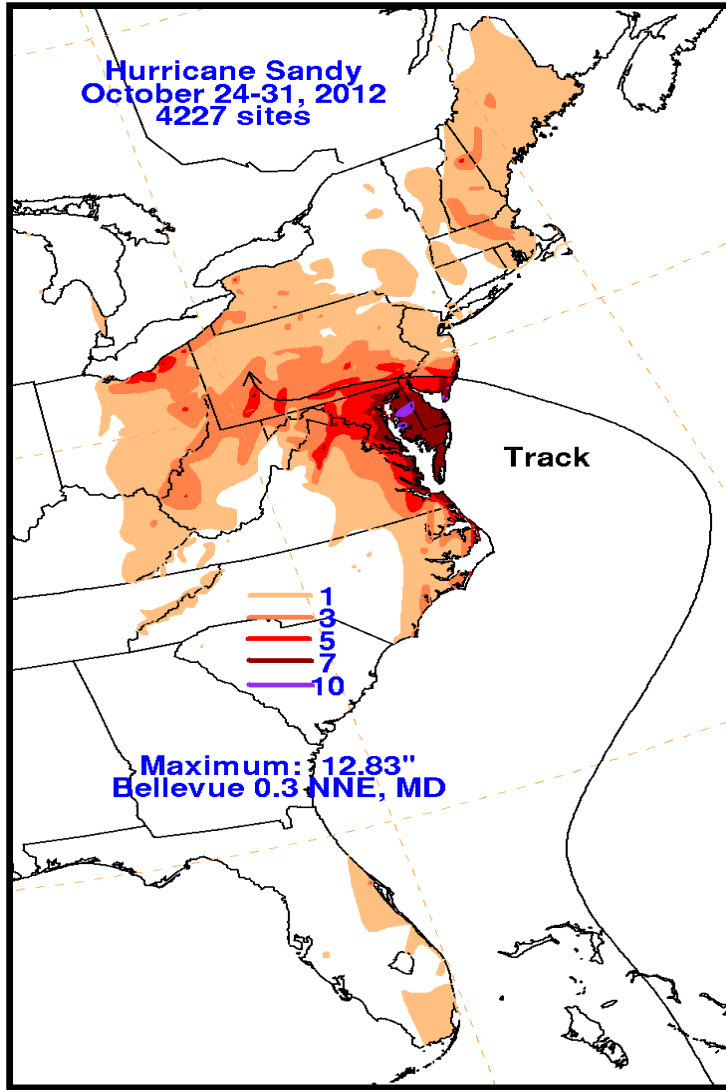 Hurricane Sandy
October 24-31, 2012
4227 sites
Track
1
3
5
7
10
Maximum: 12.83"
Bellevue 0.3 NNE, MD